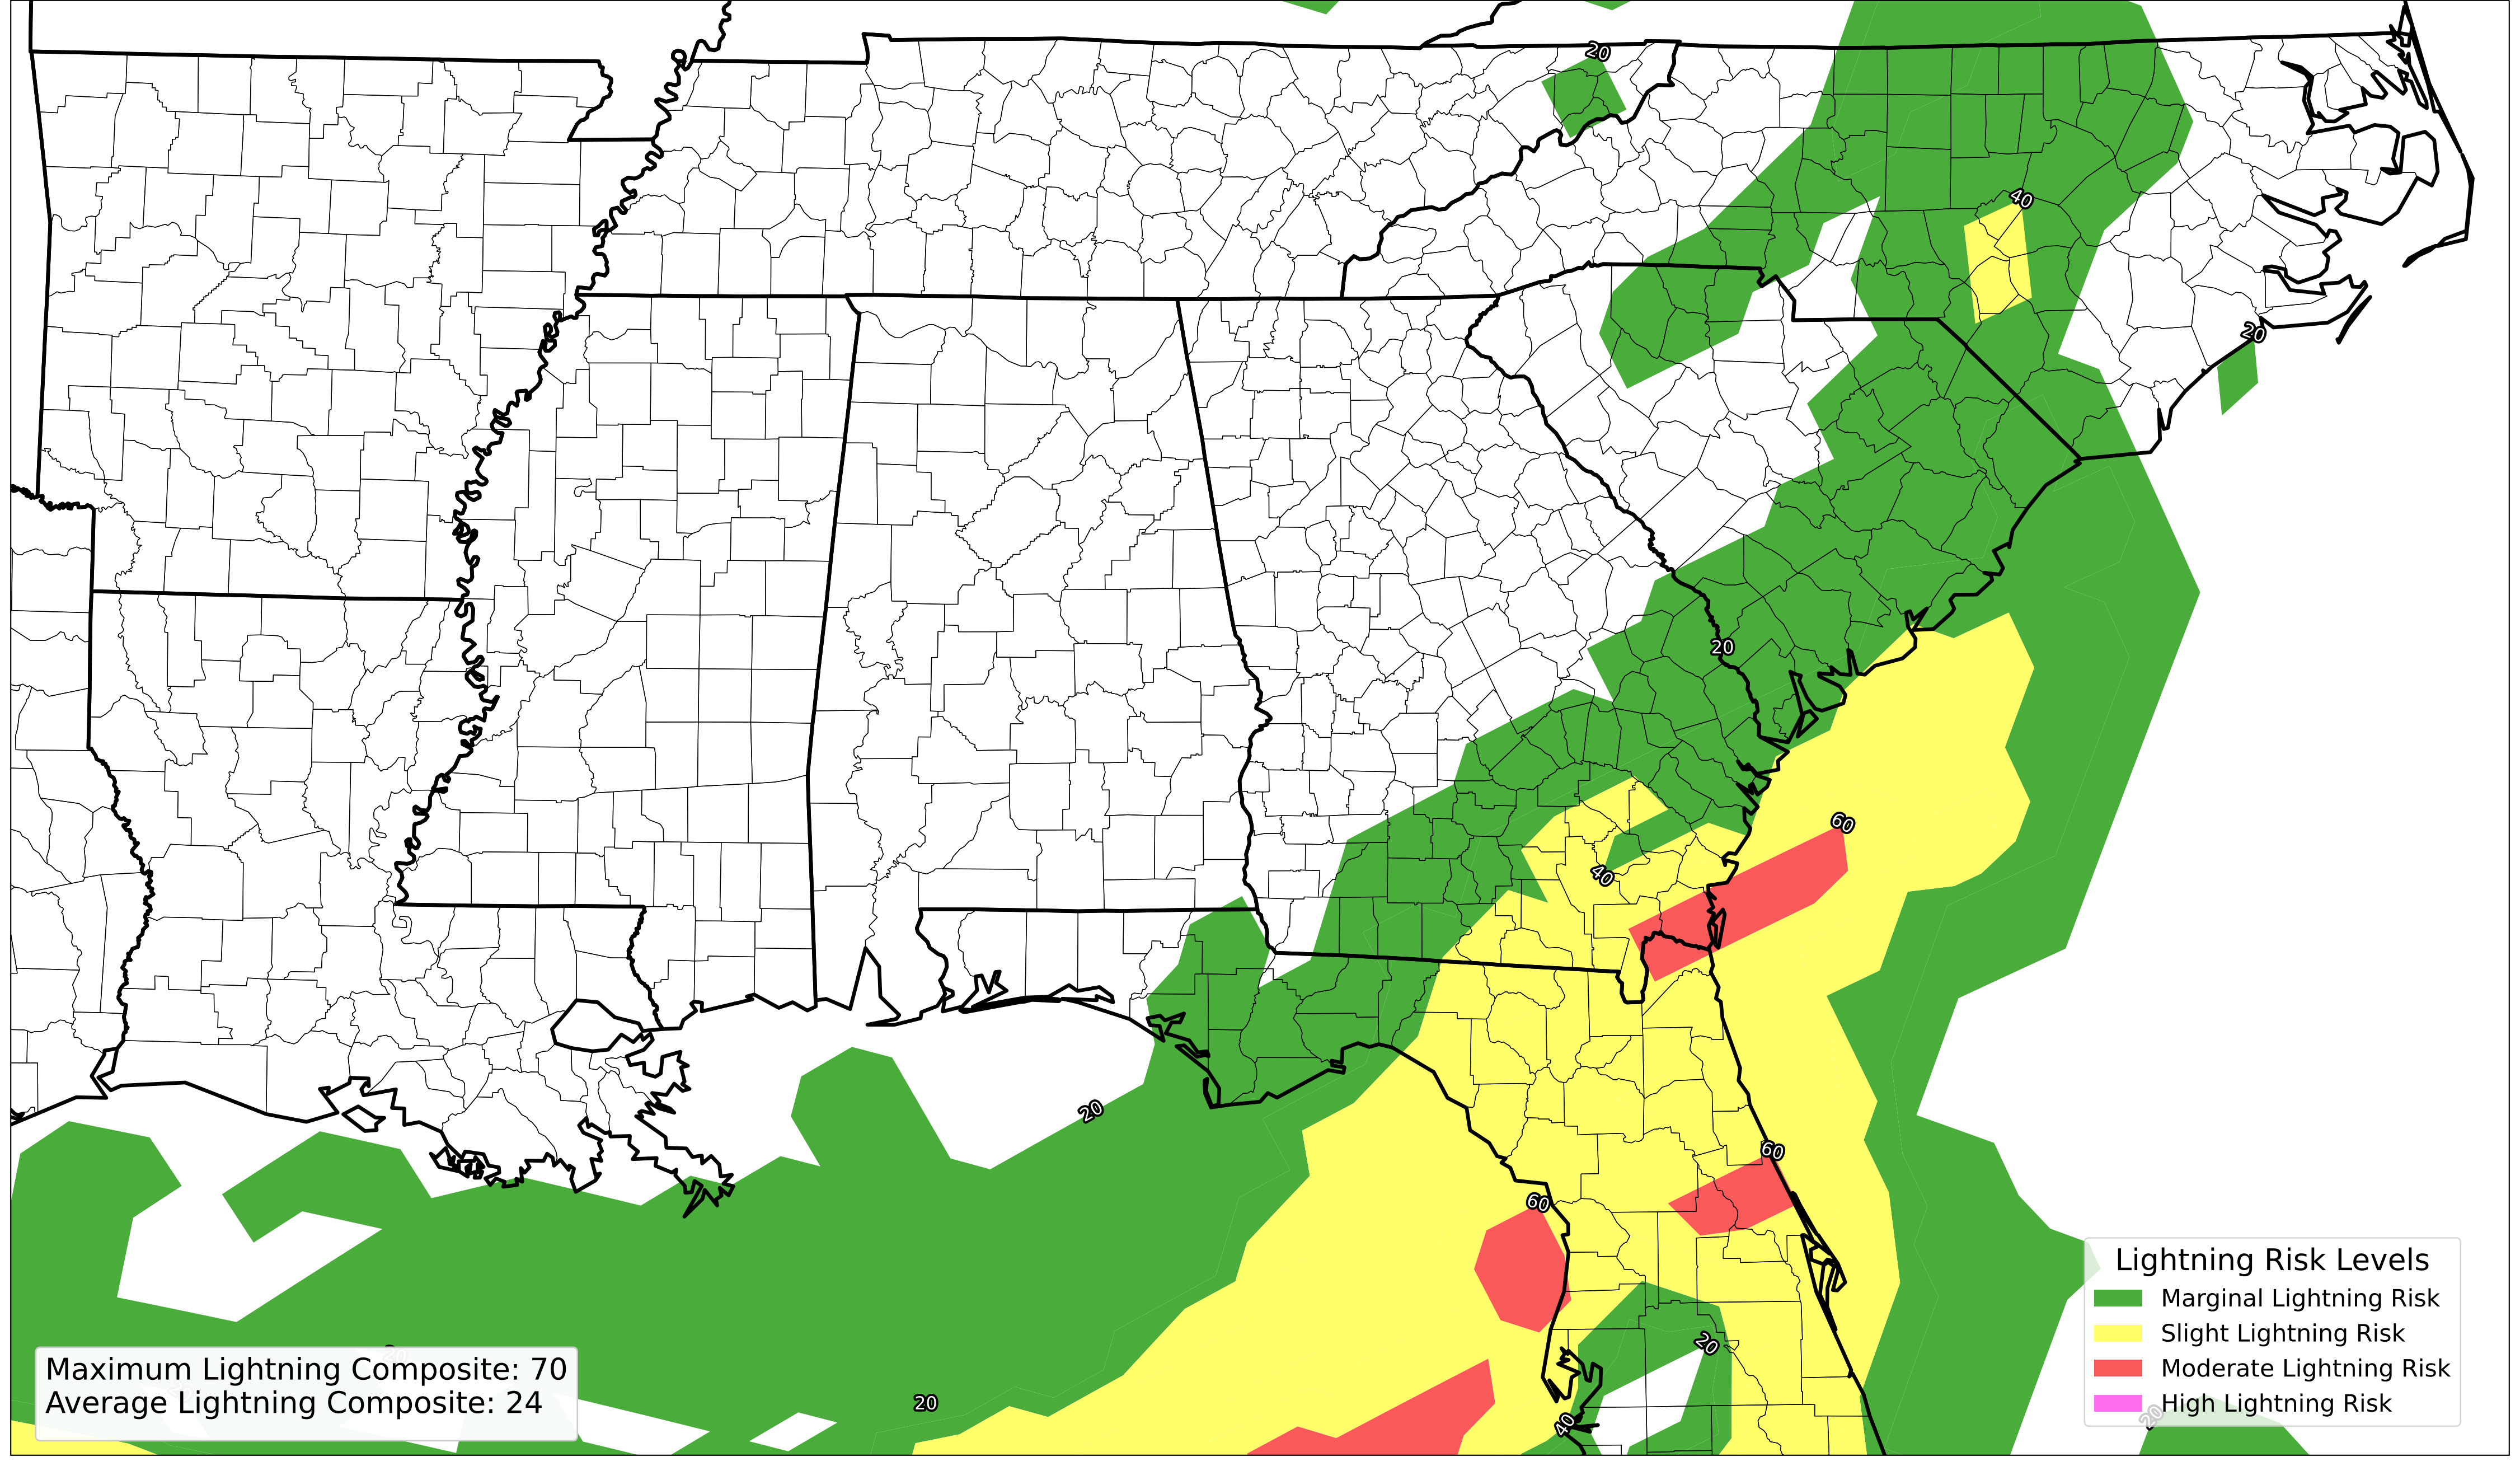 20
40
20
20
60
40
20
60
60
20
20
40
20
Lightning Risk Levels
Marginal Lightning Risk
Slight Lightning Risk
Moderate Lightning Risk
High Lightning Risk
Maximum Lightning Composite: 70
Average Lightning Composite: 24